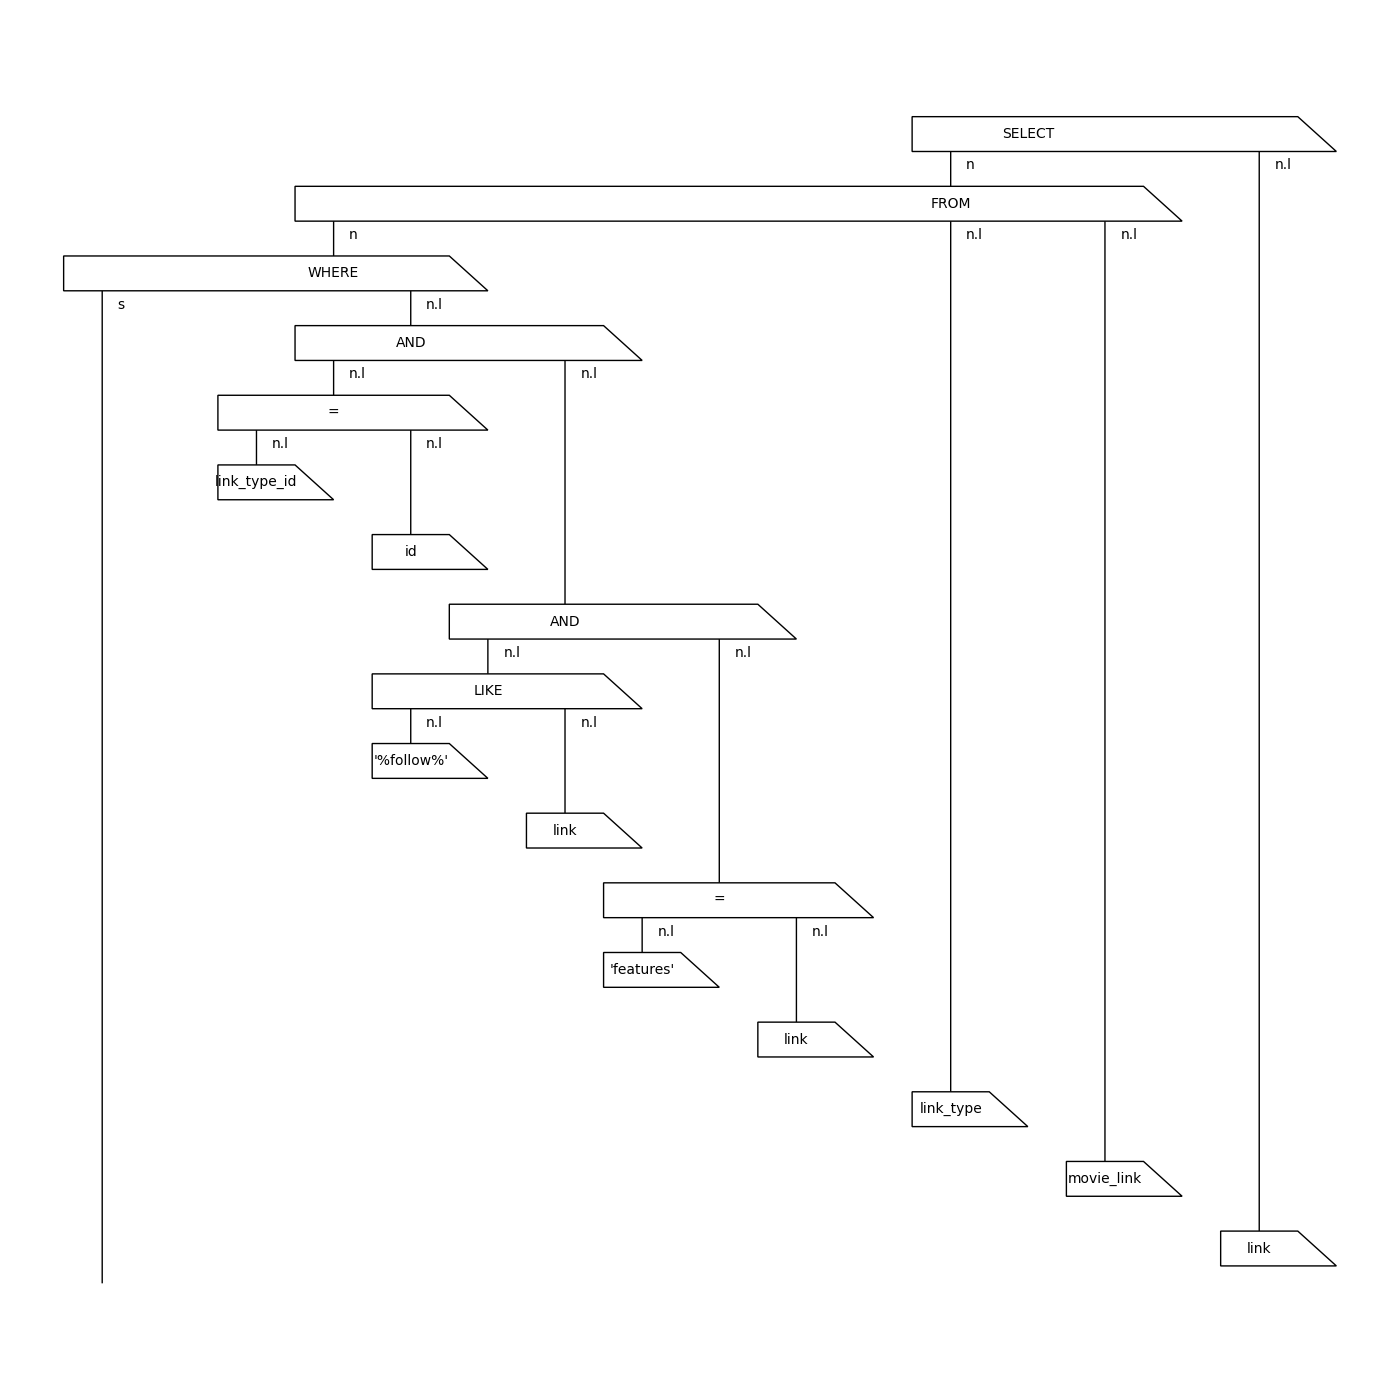 SELECT
n n.l
FROM
n n.l n.l
WHERE
s n.l
AND
n.l n.l
=
n.l n.l
link_type_id
id
AND
n.l n.l
LIKE
n.l n.l
'%follow%'
link
=
n.l n.l
'features'
link
link_type
movie_link
link